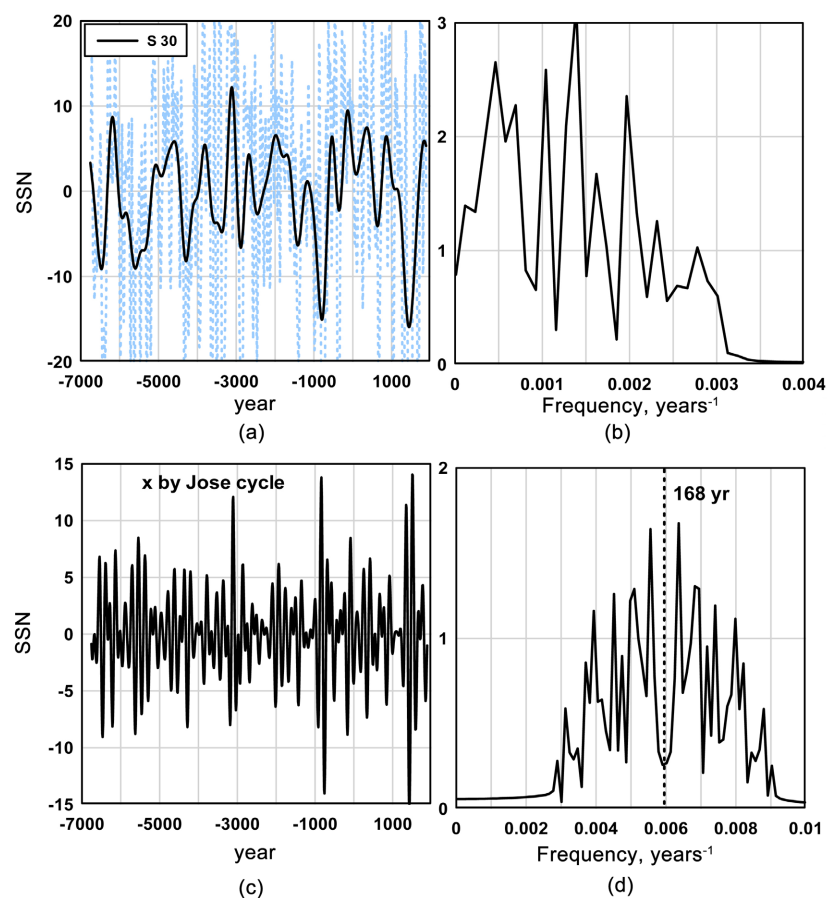 20
10
0
-10
-20
SSN
S 30
-7000 -5000 -3000 -1000 1000
year
(a)
3
2
1
0
0 0.001 0.002 0.003 0.004
Frequency, years-1
(b)
15
10
5
0
-5
-10
-15
SSN
x by Jose cycle
-7000 -5000 -3000 -1000 1000
year
(c)
2
1
0
168 yr
0 0.002 0.004 0.006 0.008 0.01
Frequency, years-1
(d)